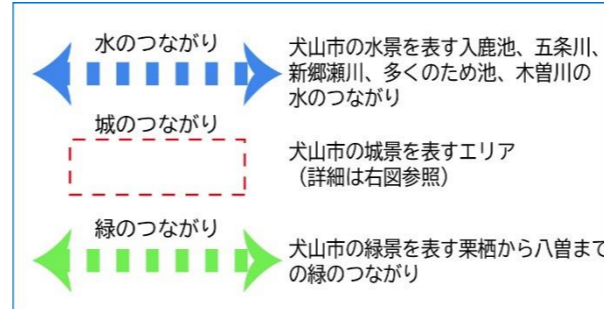 水のつながり
犬山市の水景を表す入鹿池、五条川、
新郷瀬川、多くのため池、木曽川の
水のつながり
城のつながり
犬山市の城景を表すエリア
（詳細は右図参照）
緑のつながり
犬山市の緑景を表す栗栖から八曽まで
の緑のつながり